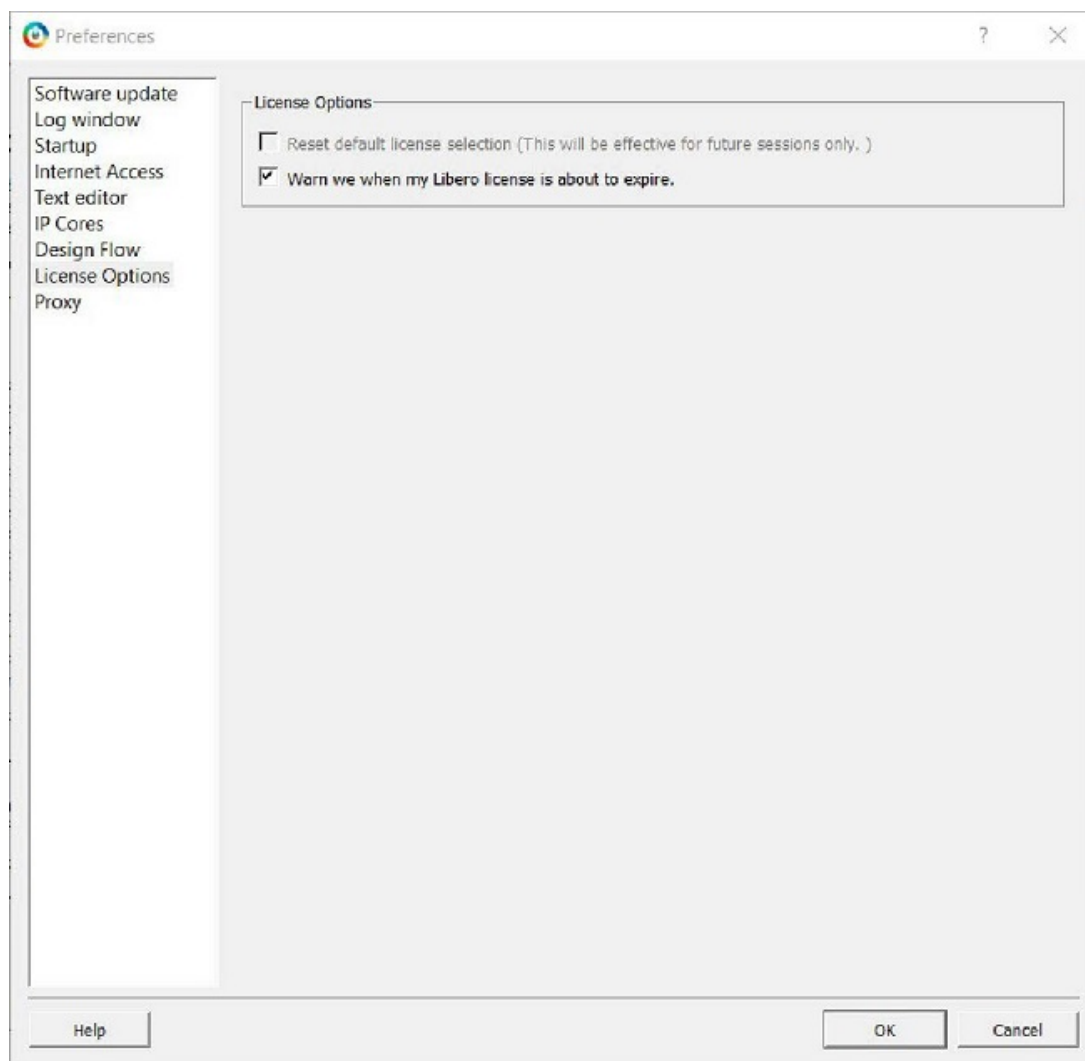 Preferences
?
Software update
Log window
Startup
Internet Access
Text editor
IP Cores
Design Flow
License Options
Proxy
License Options
Reset default license selection (This will be effective for future sessions only. )
Warn we when my Libero license is about to expire.
Help
OK
Cancel